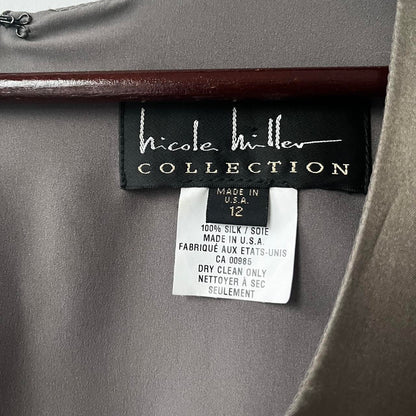 nicole miller
COLLECTION
MADE IN
U.S.A.
12
100% SILK / SOIE
MADE IN U.S.A.
FABRIQUÉ AUX ETATS-UNIS
CA 00985
DRY CLEAN ONLY
NETTOYER À SEC
SEULEMENT